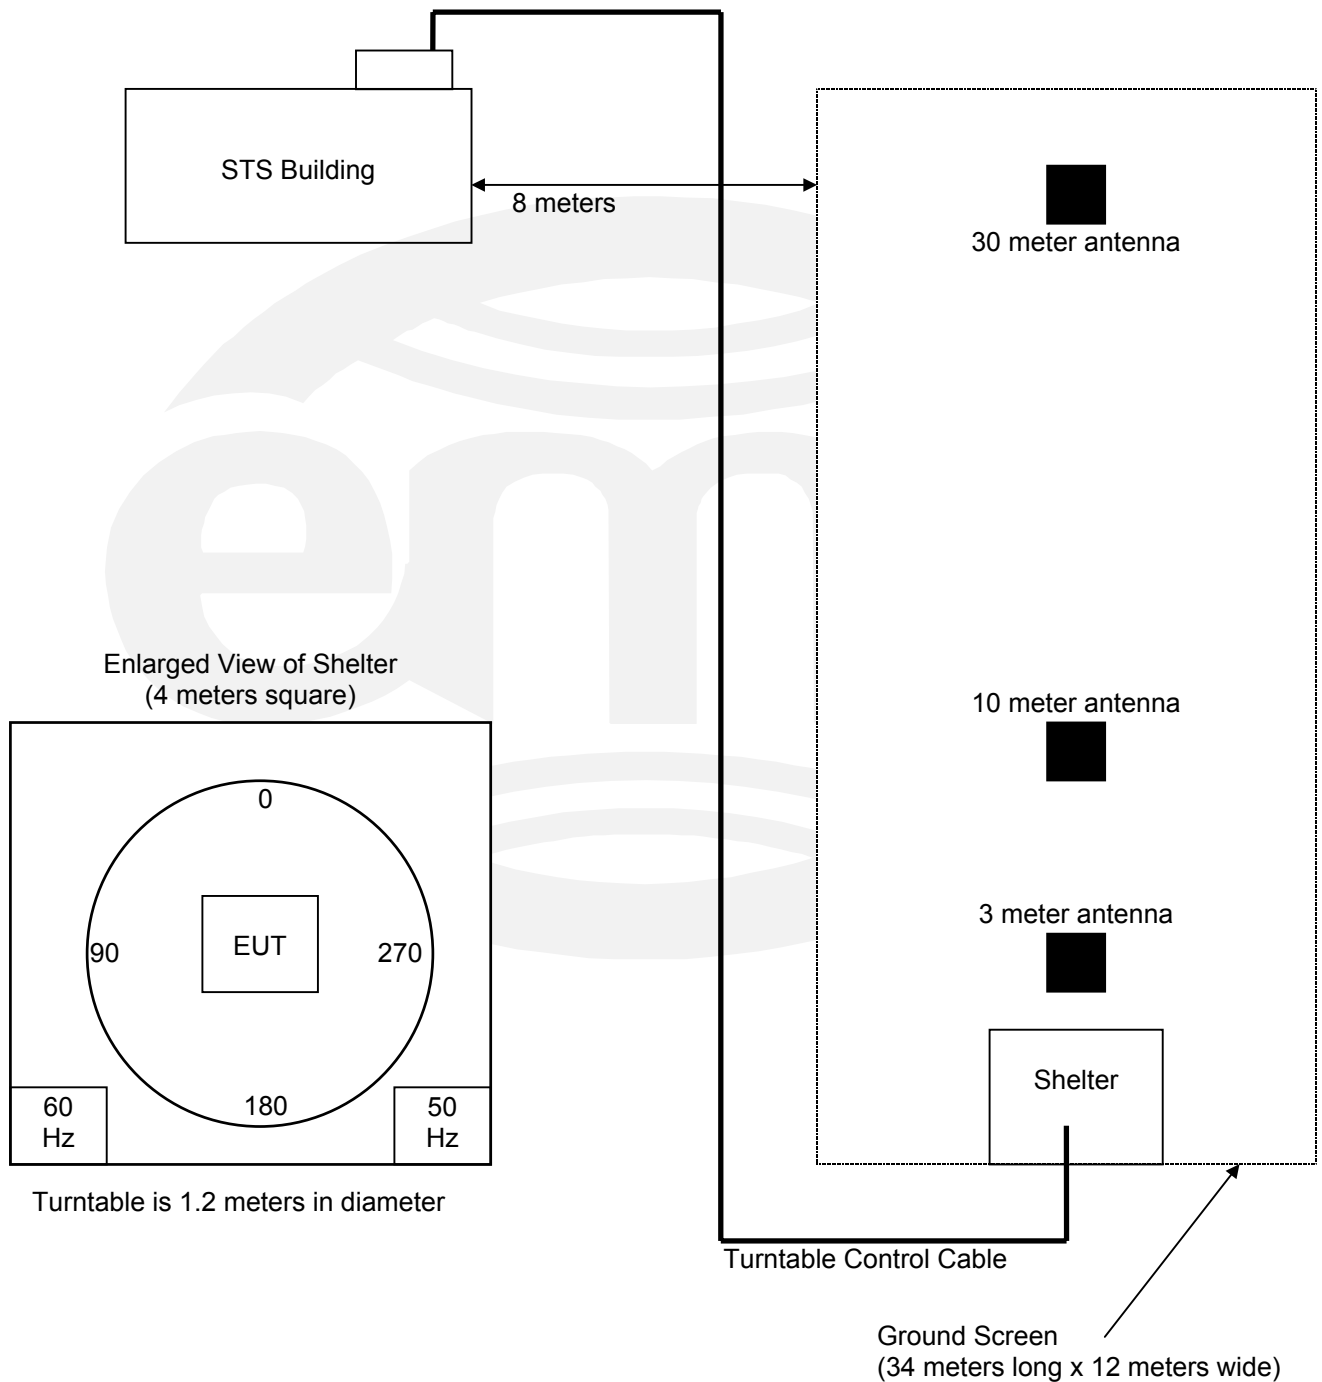 STS Building
8 meters
30 meter antenna
Enlarged View of Shelter
(4 meters square)
10 meter antenna
0
3 meter antenna
90
EUT
270
Shelter
60
Hz
180
50
Hz
Turntable is 1.2 meters in diameter
Turntable Control Cable
Ground Screen
(34 meters long x 12 meters wide)
em